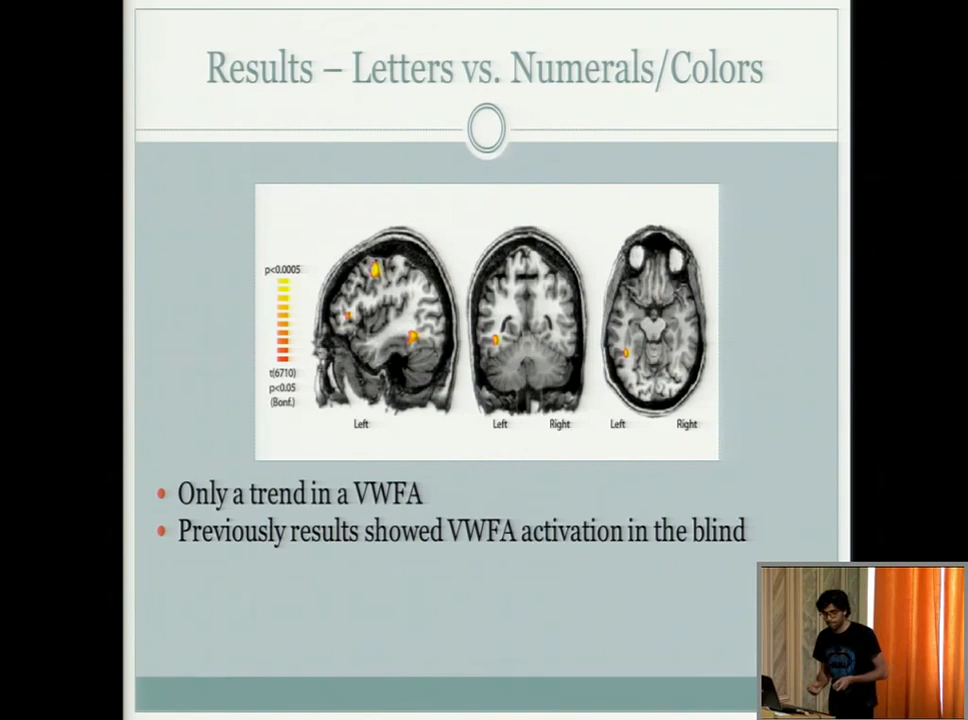 Results – Letters vs. Numerals/Colors
p<0.0005
t(6710)
p<0.05
(Bonf.)
Left
Left Right
Left Right
• Only a trend in a VWFA
• Previously results showed VWFA activation in the blind